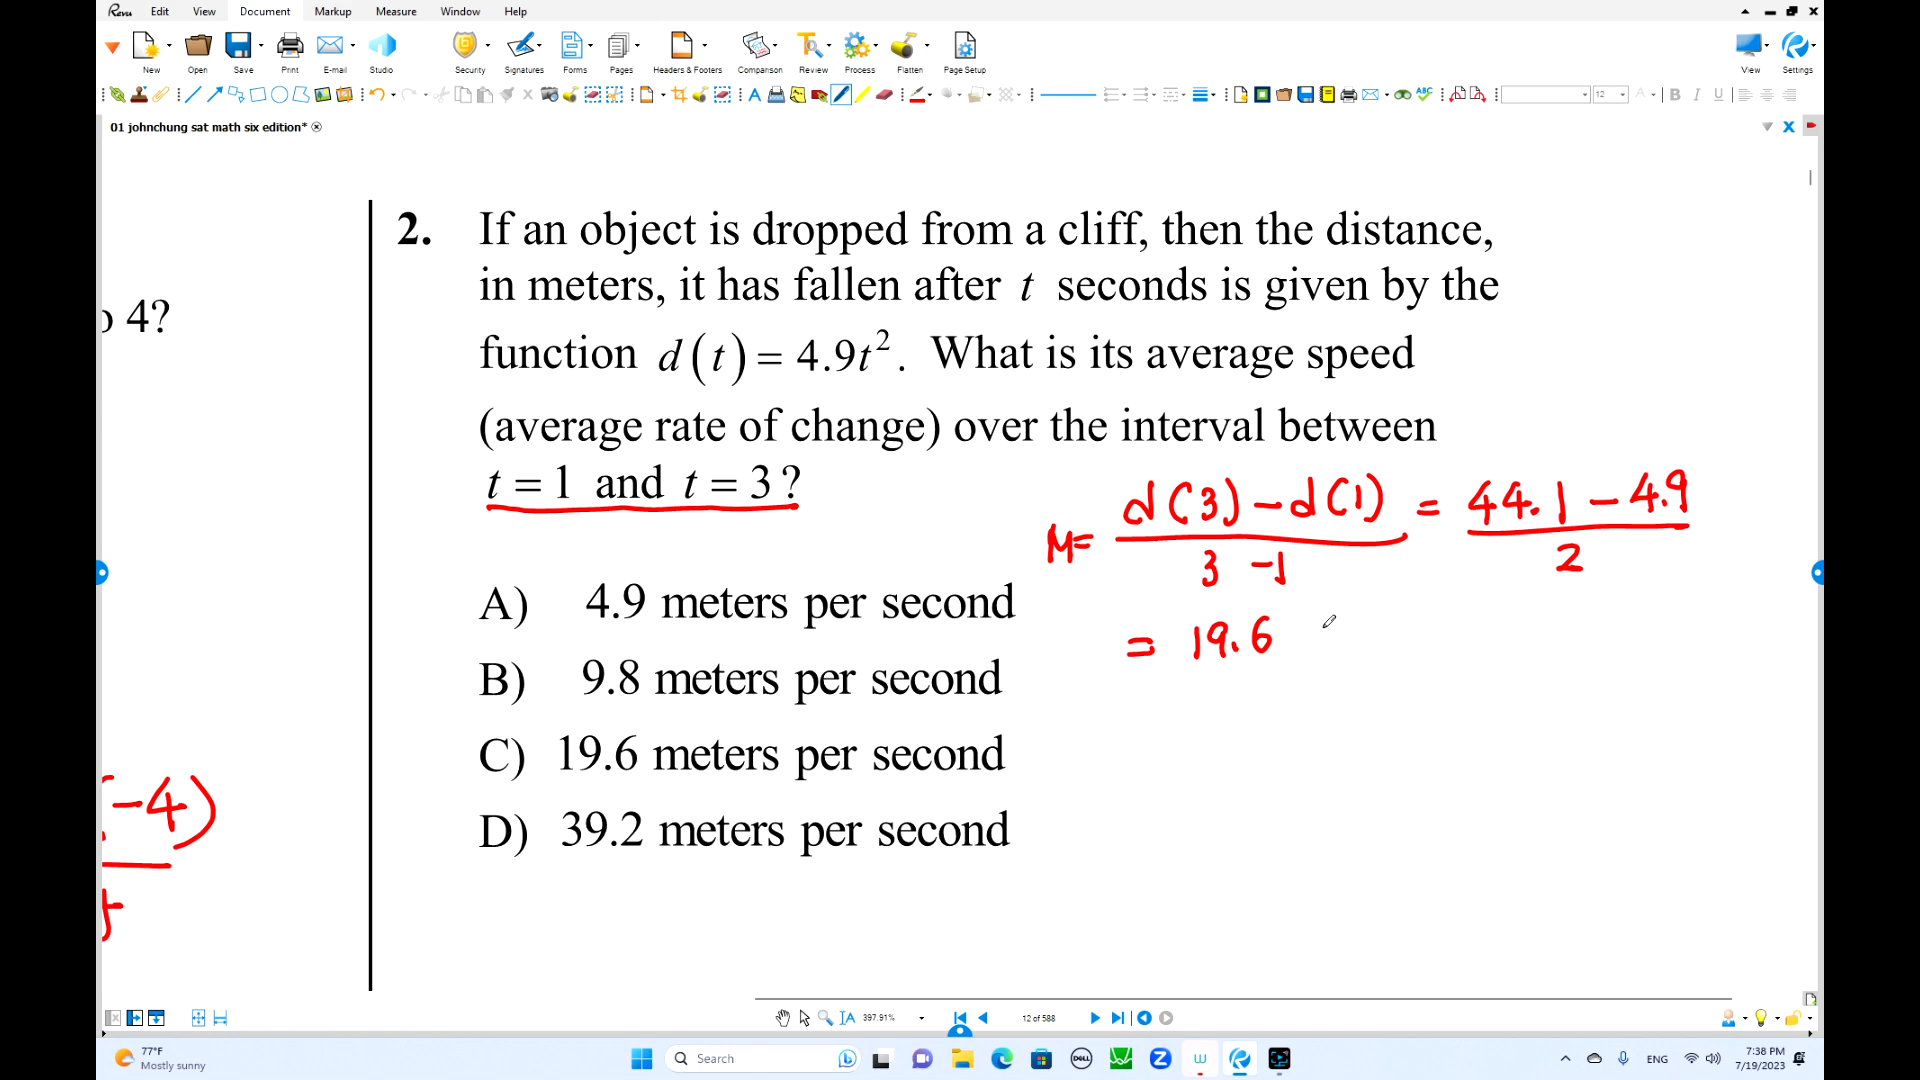 Revu File Edit View Document Markup Measure Window Help
New Open Save Print E-mail Studio Security Signatures Forms Pages Headers & Footers Comparison Review Process Flatten Page Setup View Settings
12
01 johnchung sat math six edition*
4?
2. If an object is dropped from a cliff, then the distance,
in meters, it has fallen after t seconds is given by the
function d(t) = 4.9t². What is its average speed
(average rate of change) over the interval between
t = 1 and t = 3?
M= d(3) - d(1) / 3 - 1 = 44.1 - 4.9 / 2
= 19.6
A) 4.9 meters per second
B) 9.8 meters per second
C) 19.6 meters per second
D) 39.2 meters per second
(-4)
397.91% 12 of 588
77°F
Mostly sunny
Search
DELL
ENG
7:38 PM
7/19/2023